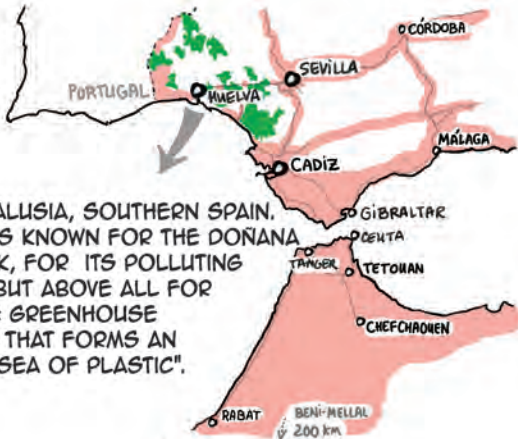 CÓRDOBA
SEVILLA
PORTUGAL
HUELVA
CADIZ
MÁLAGA
ALUSIA, SOUTHERN SPAIN.
S KNOWN FOR THE DOÑANA
K, FOR ITS POLLUTING
BUT ABOVE ALL FOR
GREENHOUSE
THAT FORMS AN
SEA OF PLASTIC".
GIBRALTAR
CEUTA
TANGER
TETOUAN
CHEFCHAOUEN
RABAT
BENI-MELLAL
200 KM